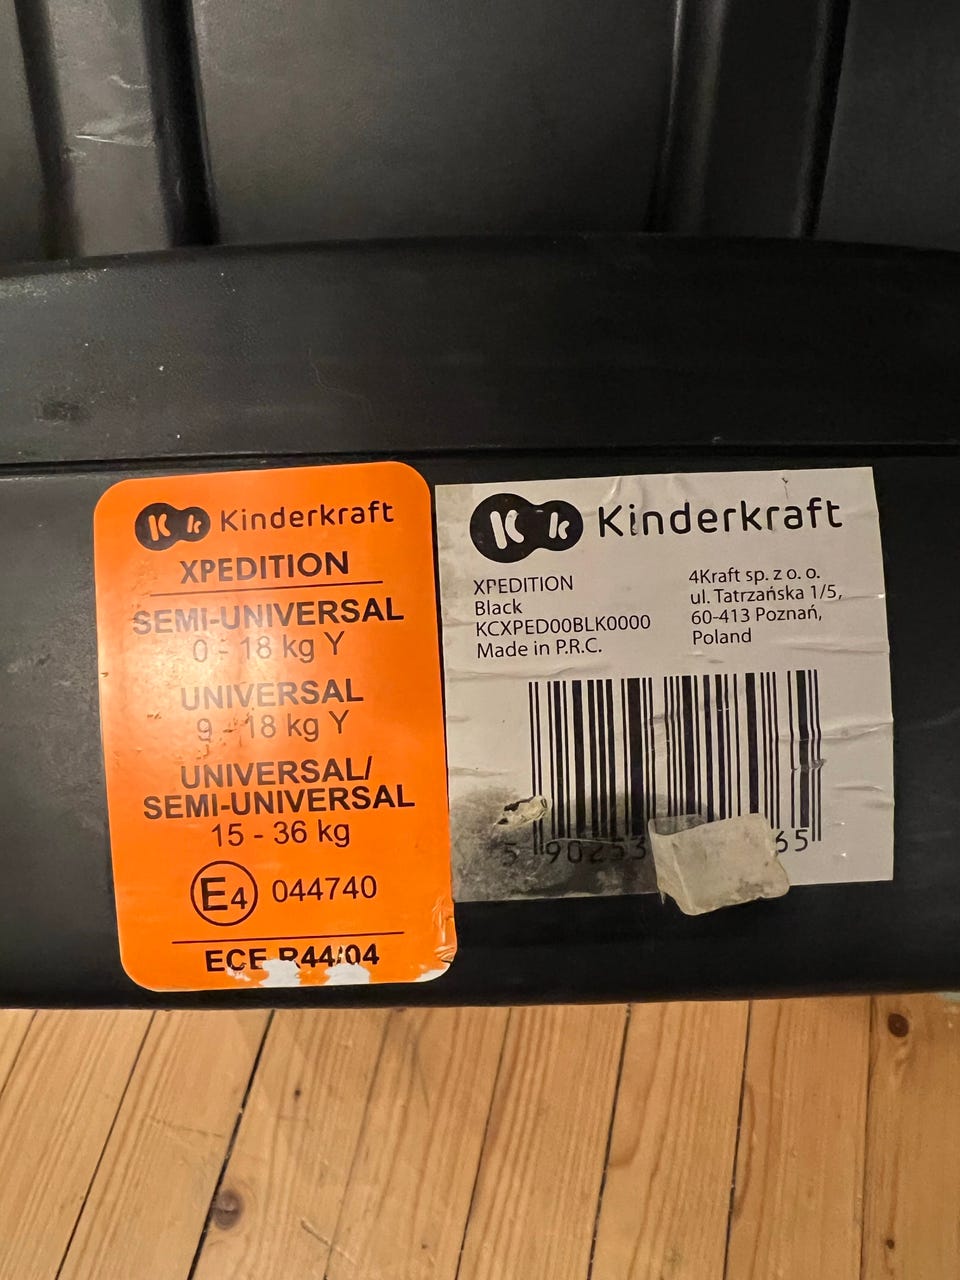 Kinderkraft
XPEDITION
SEMI-UNIVERSAL
0 - 18 kg Y
UNIVERSAL
9 - 18 kg Y
UNIVERSAL/
SEMI-UNIVERSAL
15 - 36 kg
E4 044740
ECE R44/04
Kinderkraft
XPEDITION
Black
KCXPED00BLK0000
Made in P.R.C.
4Kraft sp. z o. o.
ul. Tatrzańska 1/5,
60-413 Poznań,
Poland